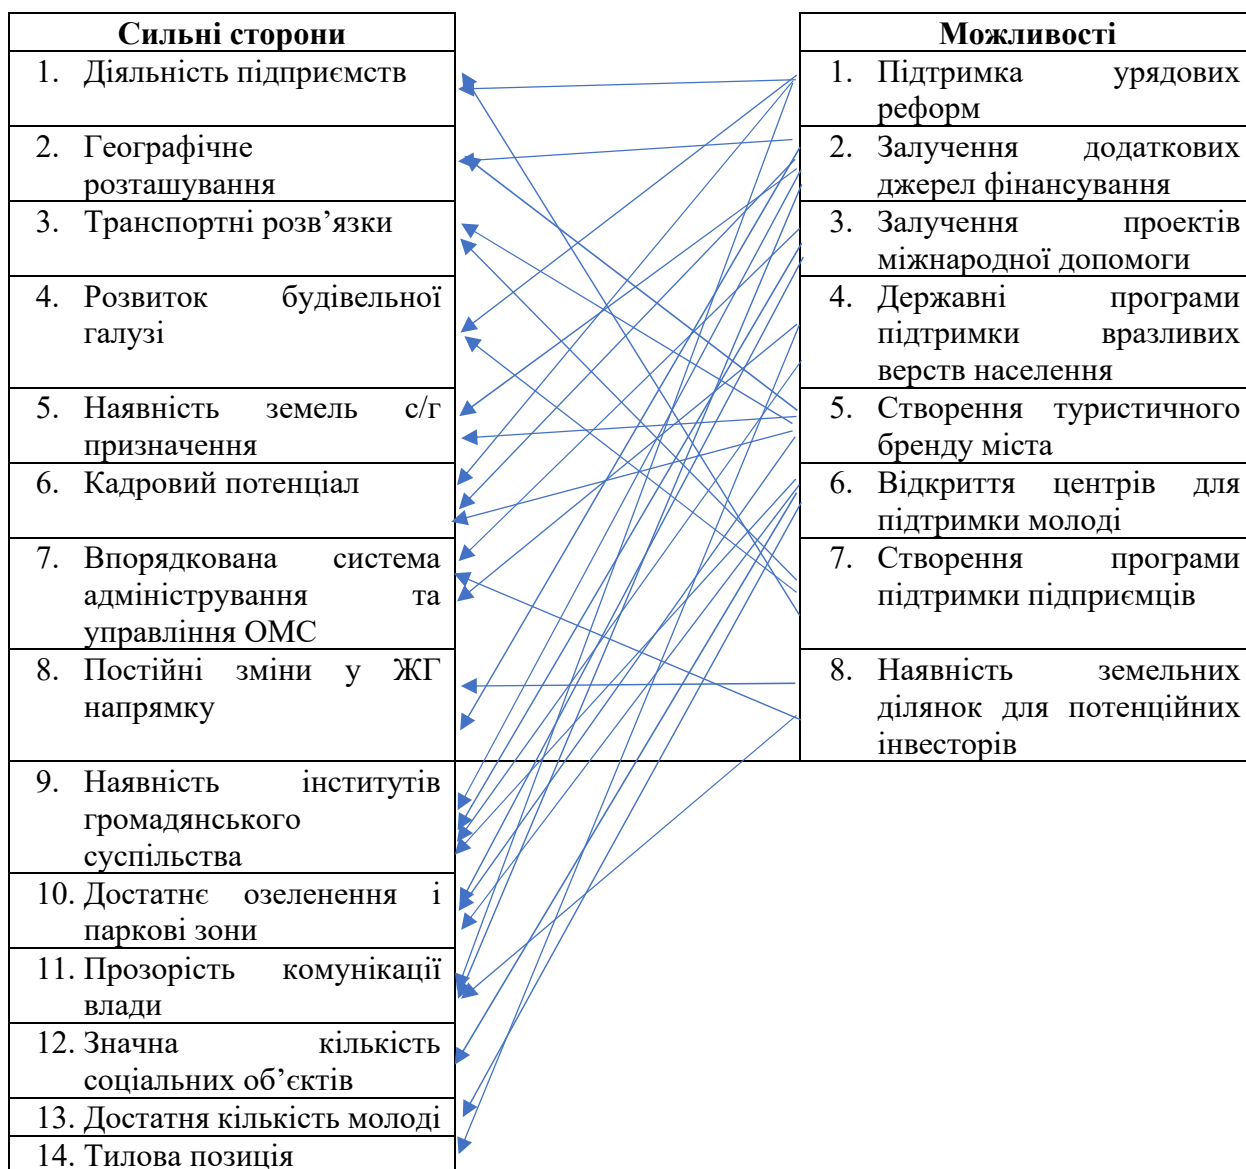 Сильні сторони
1. Діяльність підприємств
2. Географічне
розташування
3. Транспортні розв’язки
4. Розвиток будівельної
галузі
5. Наявність земель с/г
призначення
6. Кадровий потенціал
7. Впорядкована система
адміністрування та
управління ОМС
8. Постійні зміни у ЖГ
напрямку
9. Наявність інститутів
громадянського
суспільства
10. Достатнє озеленення і
паркові зони
11. Прозорість комунікації
влади
12. Значна кількість
соціальних об’єктів
13. Достатня кількість молоді
14. Тилова позиція
Можливості
1. Підтримка урядових
реформ
2. Залучення додаткових
джерел фінансування
3. Залучення проектів
міжнародної допомоги
4. Державні програми
підтримки вразливих
верств населення
5. Створення туристичного
бренду міста
6. Відкриття центрів для
підтримки молоді
7. Створення програми
підтримки підприємців
8. Наявність земельних
ділянок для потенційних
інвесторів